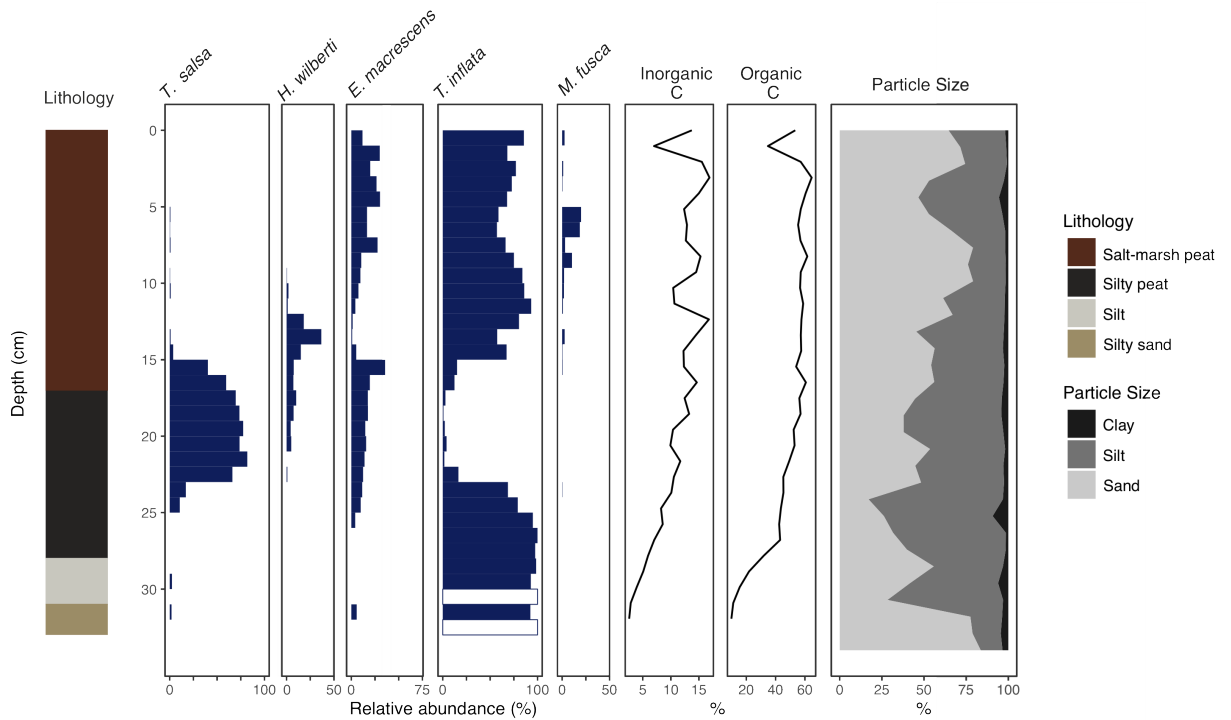 Lithology
T. salsa
H. wilberti
E. macrescens
T. inflata
M. fusca
Inorganic
C
Organic
C
Particle Size
Depth (cm)
0
5
10
15
20
25
30
0 100
0 50
0 75
0 100
0 50
5 10 15
20 40 60
0 25 50 75 100
Relative abundance (%)
%
%
Lithology
Salt-marsh peat
Silty peat
Silt
Silty sand
Particle Size
Clay
Silt
Sand